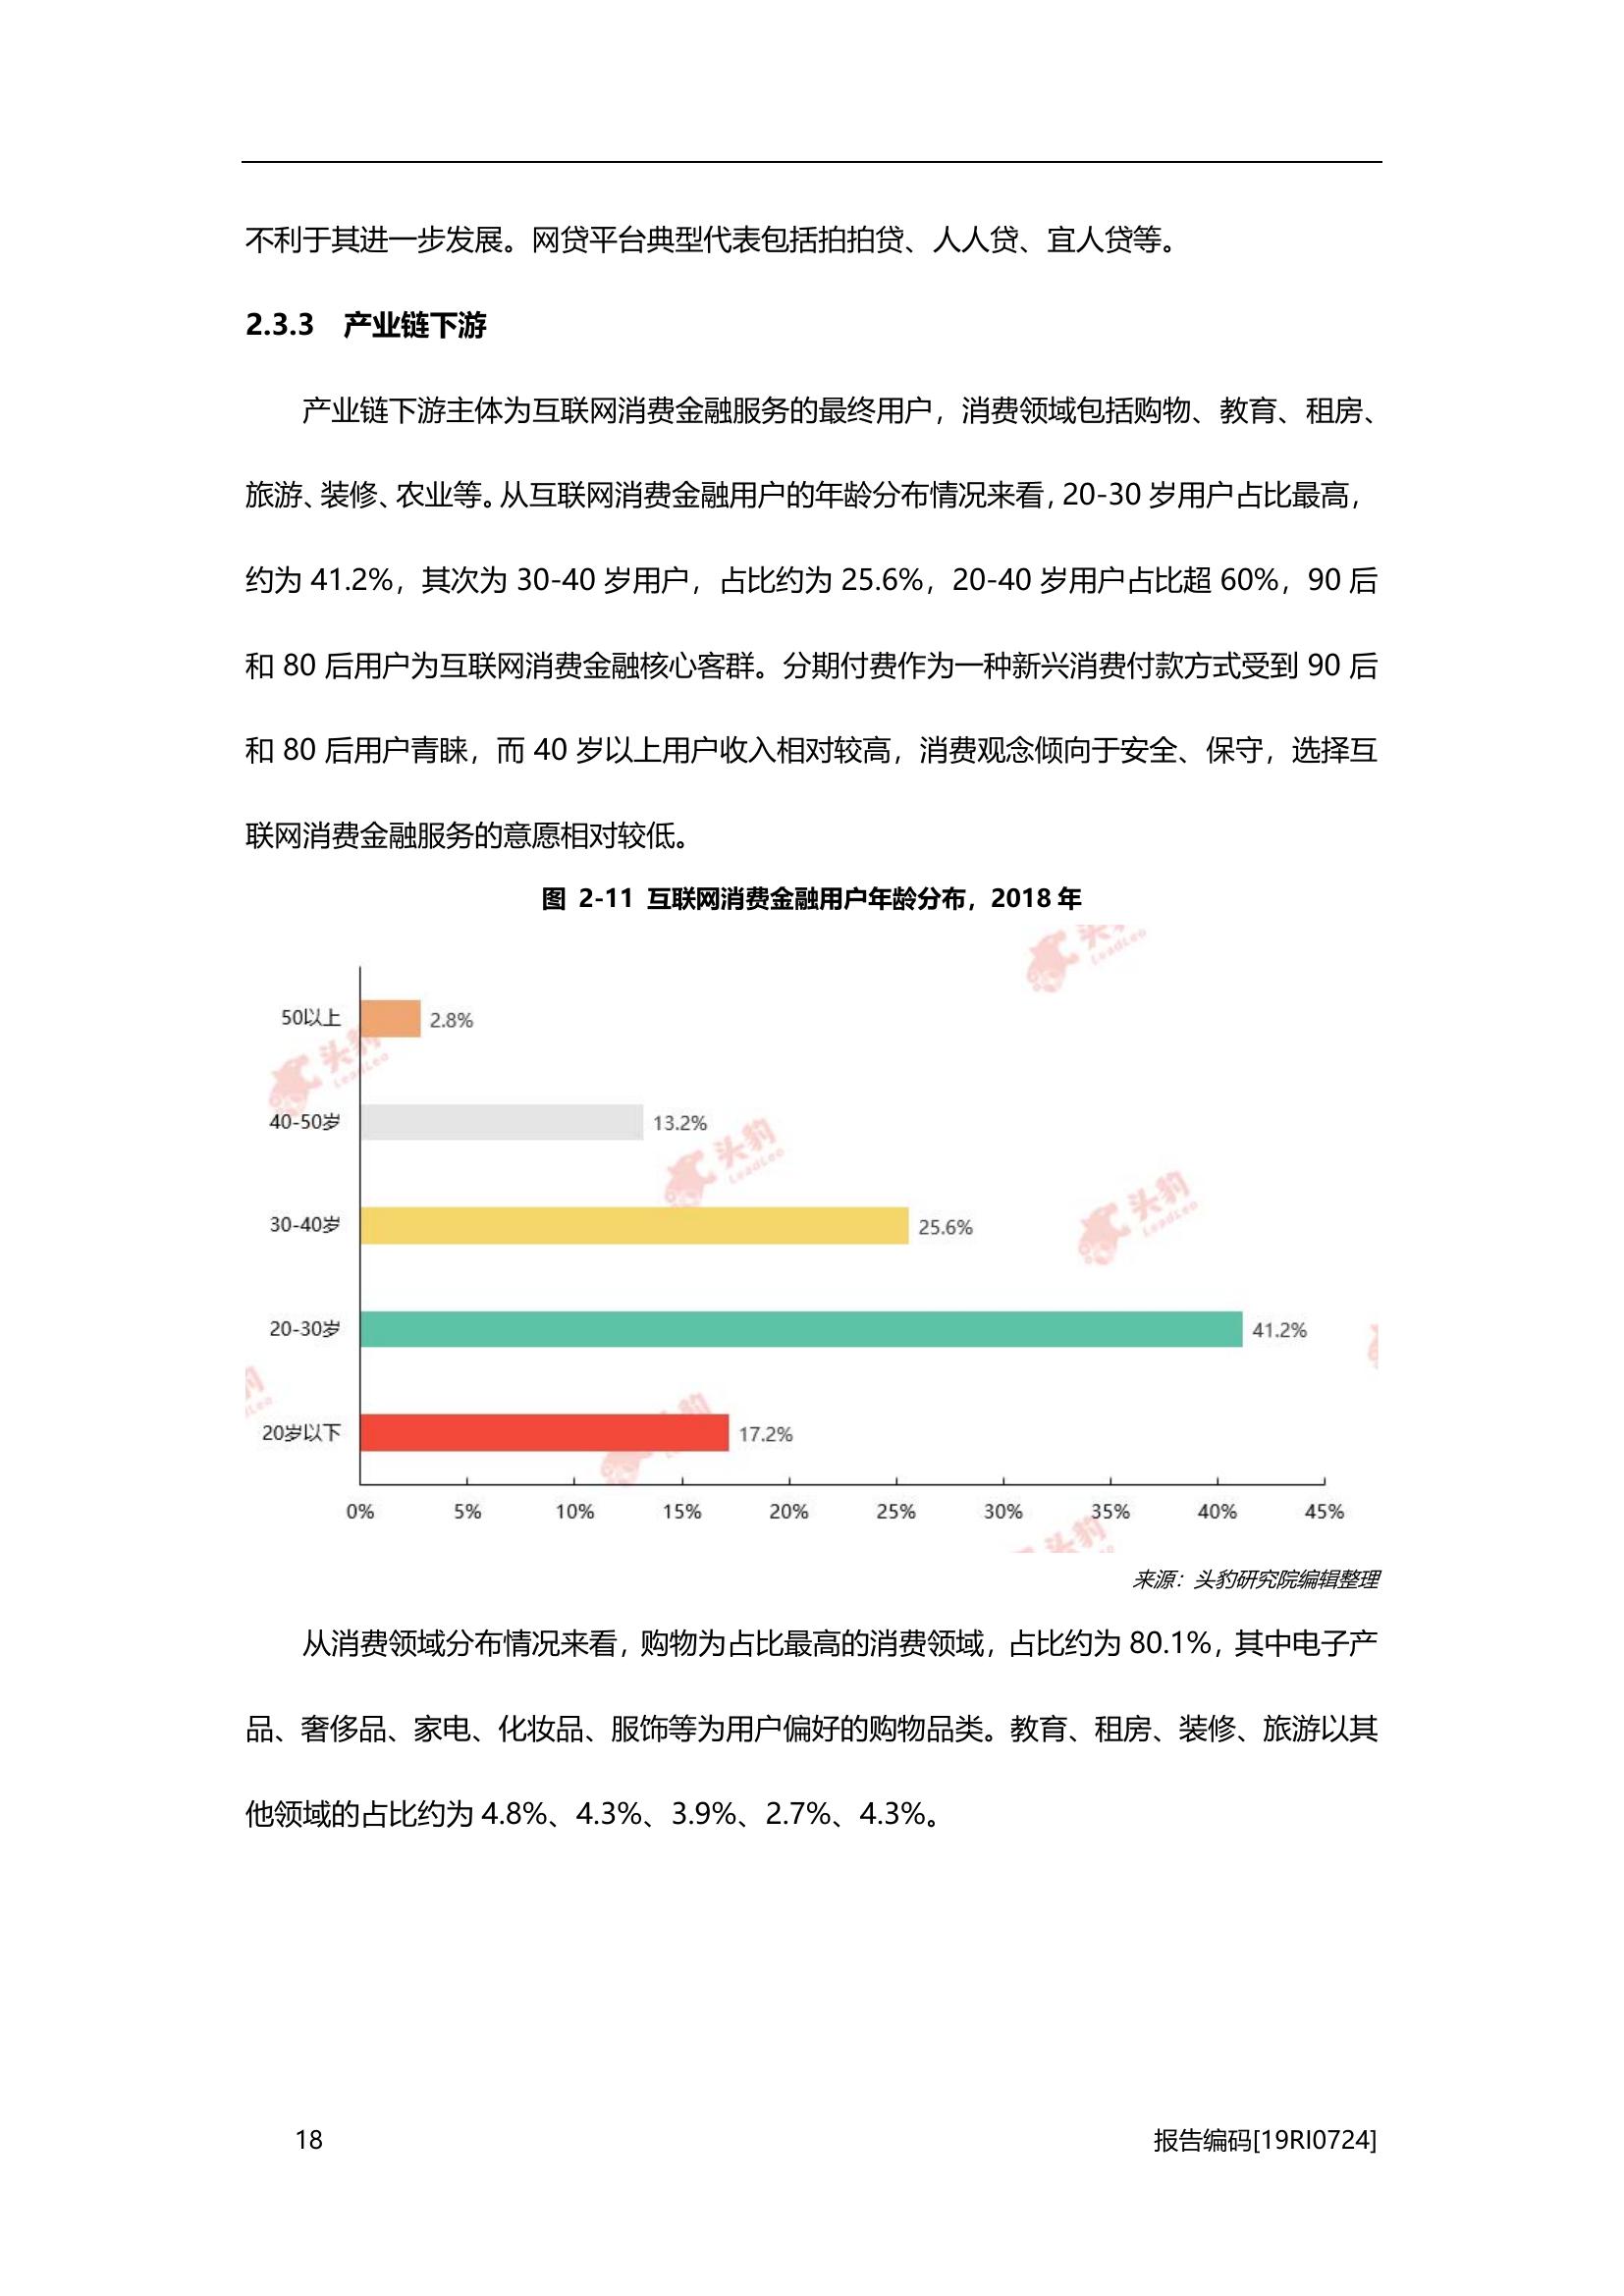 不利于其进一步发展。网贷平台典型代表包括拍拍贷、人人贷、宜人贷等。
2.3.3 产业链下游
产业链下游主体为互联网消费金融服务的最终用户，消费领域包括购物、教育、租房、
旅游、装修、农业等。从互联网消费金融用户的年龄分布情况来看，20-30 岁用户占比最高，
约为 41.2%，其次为 30-40 岁用户，占比约为 25.6%，20-40 岁用户占比超 60%，90 后
和 80 后用户为互联网消费金融核心客群。分期付费作为一种新兴消费付款方式受到 90 后
和 80 后用户青睐，而 40 岁以上用户收入相对较高，消费观念倾向于安全、保守，选择互
联网消费金融服务的意愿相对较低。
图 2-11 互联网消费金融用户年龄分布，2018 年
头豹
LeadLeo
50以上 2.8%
头豹
LeadLeo
40-50岁 13.2%
头豹
LeadLeo
30-40岁 25.6%
头豹
LeadLeo
20-30岁 41.2%
20岁以下 17.2%
0% 5% 10% 15% 20% 25% 30% 35% 40% 45%
头豹
来源：头豹研究院编辑整理
从消费领域分布情况来看，购物为占比最高的消费领域，占比约为 80.1%，其中电子产
品、奢侈品、家电、化妆品、服饰等为用户偏好的购物品类。教育、租房、装修、旅游以其
他领域的占比约为 4.8%、4.3%、3.9%、2.7%、4.3%。
18 报告编码[19RI0724]